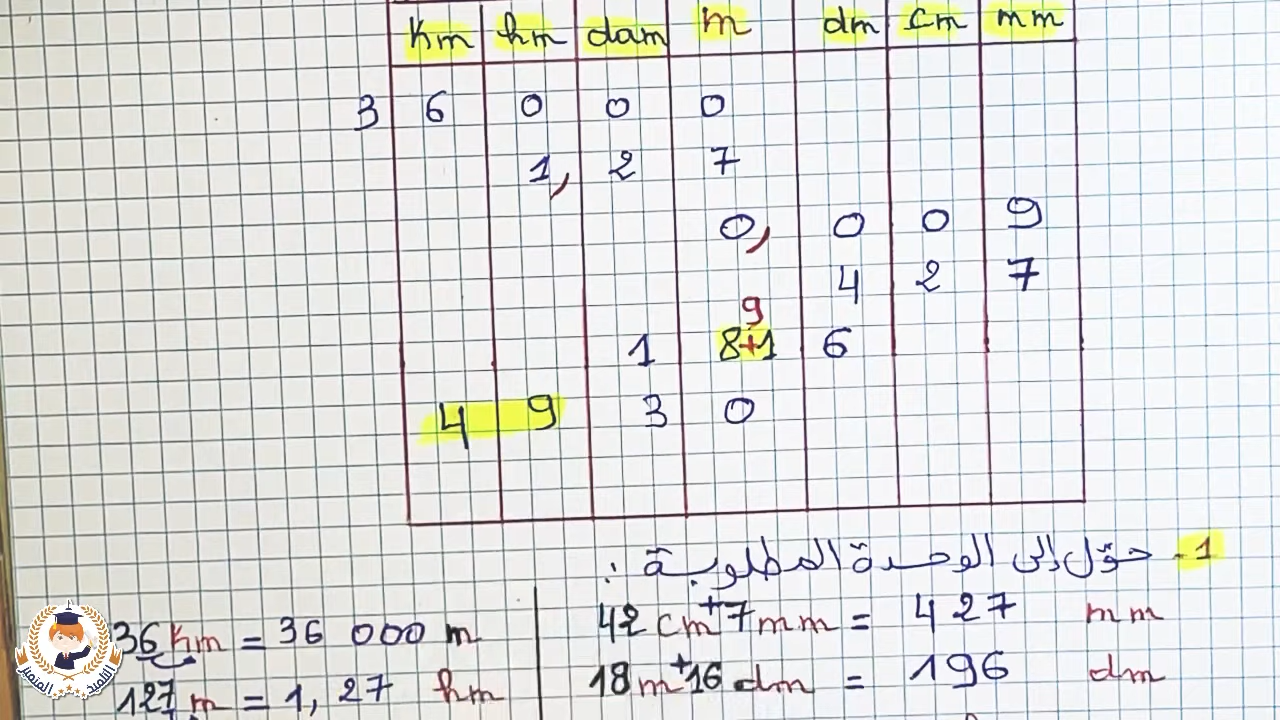 Km hm dam m dm cm mm
3 6 0 0 0
1, 2 7
0, 0 0 9
4 2 7
9
1 8+1 6
4 9 3 0
1. حوّل إلى الوحدة المطلوبة :
36 Km = 36 000 m
127 m = 1, 27 hm
42 cm + 7 mm = 427 mm
18 m + 16 dm = 196 dm
التلميذ المتميز